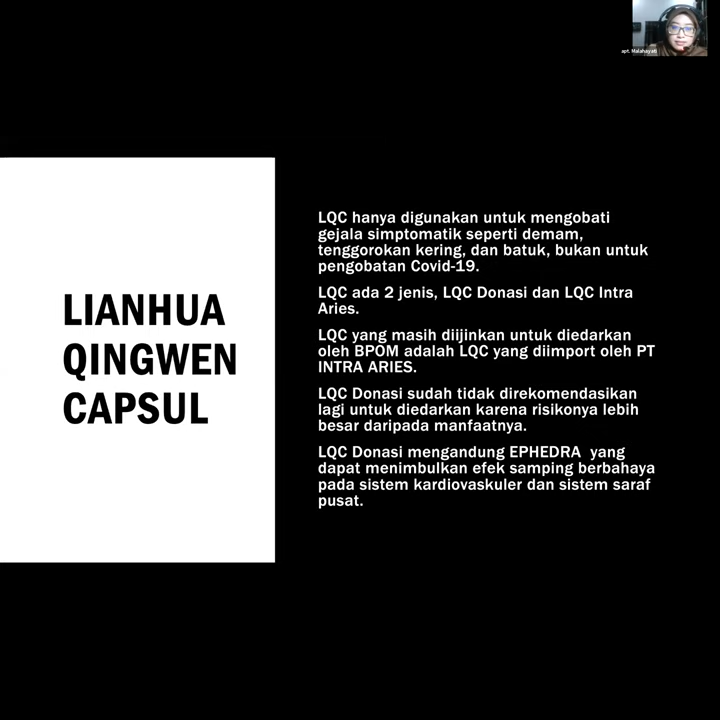 apt. Malahayati
LIANHUA
QINGWEN
CAPSUL
LQC hanya digunakan untuk mengobati
gejala simptomatik seperti demam,
tenggorokan kering, dan batuk, bukan untuk
pengobatan Covid-19.
LQC ada 2 jenis, LQC Donasi dan LQC Intra
Aries.
LQC yang masih diijinkan untuk diedarkan
oleh BPOM adalah LQC yang diimport oleh PT
INTRA ARIES.
LQC Donasi sudah tidak direkomendasikan
lagi untuk diedarkan karena risikonya lebih
besar daripada manfaatnya.
LQC Donasi mengandung EPHEDRA yang
dapat menimbulkan efek samping berbahaya
pada sistem kardiovaskuler dan sistem saraf
pusat.